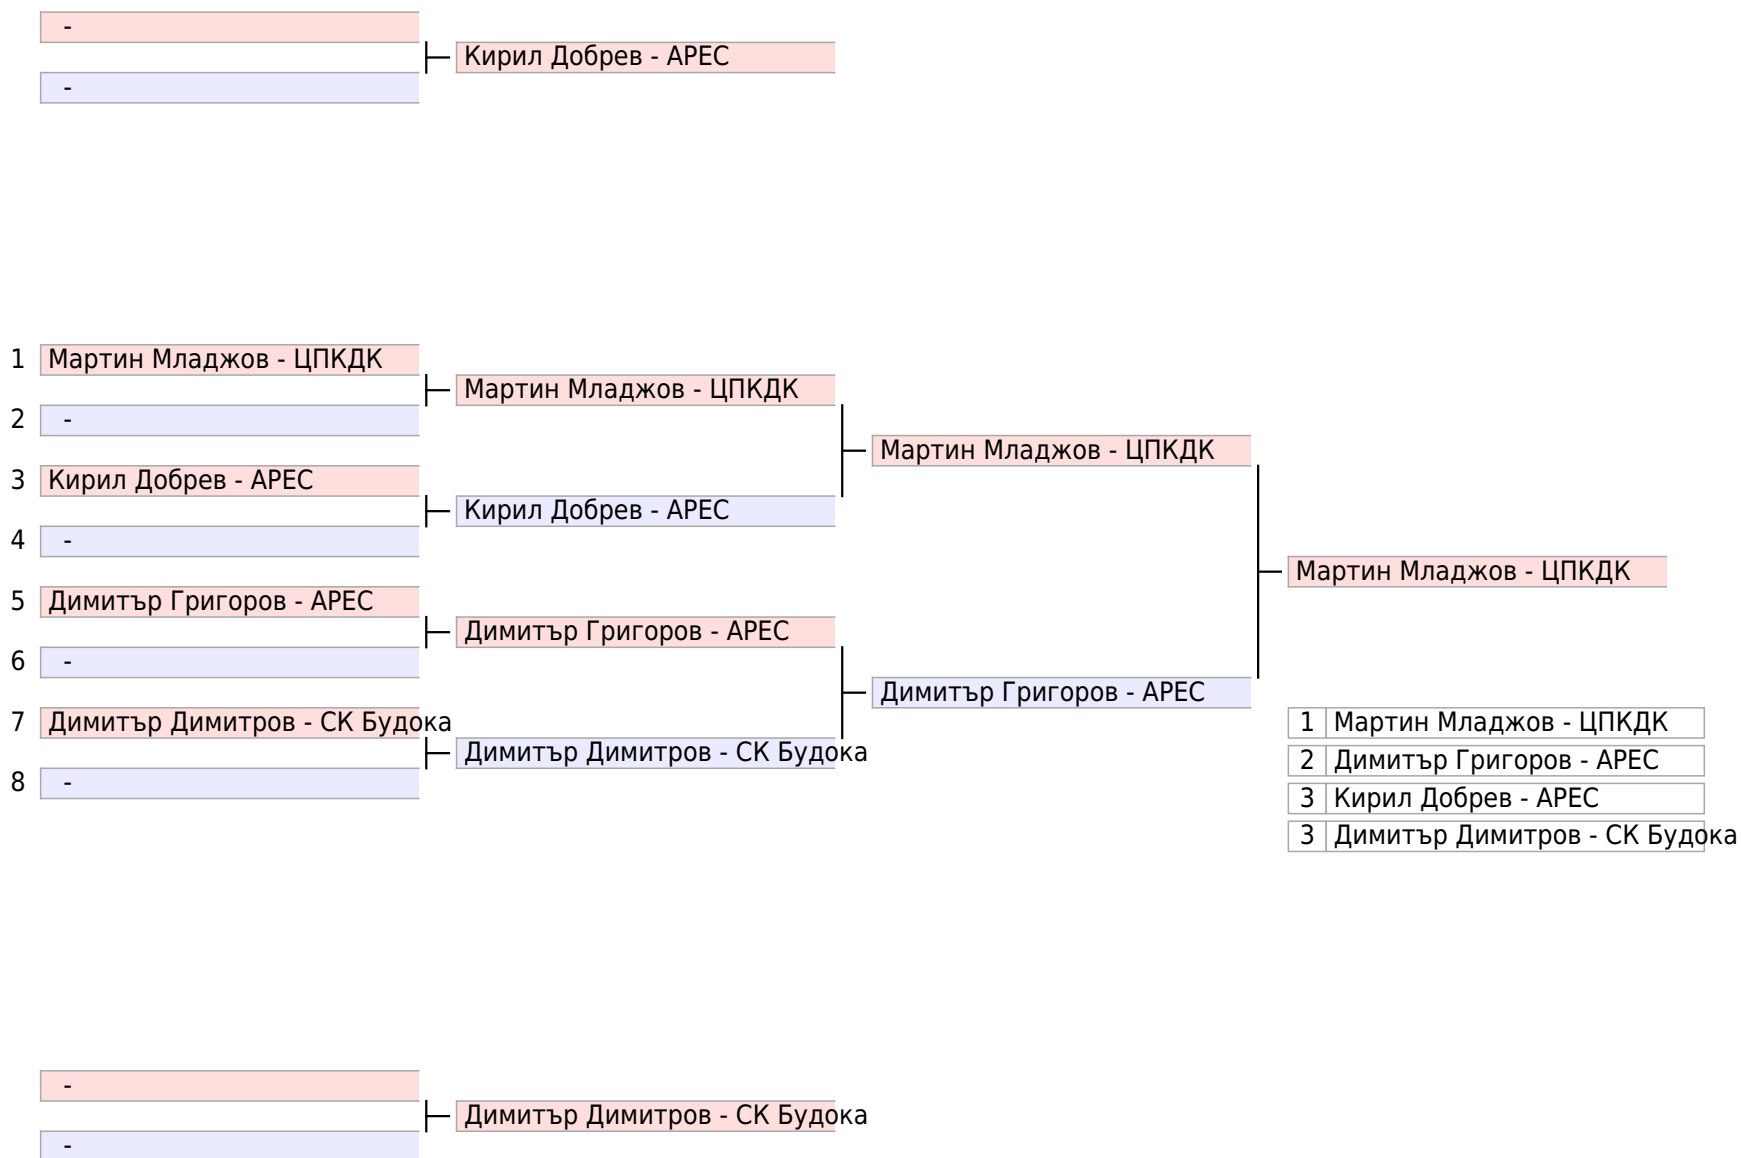 -
Кирил Добрев - АРЕС
-
1 Мартин Младжов - ЦПКДК
Мартин Младжов - ЦПКДК
2 -
Мартин Младжов - ЦПКДК
3 Кирил Добрев - АРЕС
Кирил Добрев - АРЕС
4 -
Мартин Младжов - ЦПКДК
5 Димитър Григоров - АРЕС
Димитър Григоров - АРЕС
6 -
Димитър Григоров - АРЕС
7 Димитър Димитров - СК Будока
Димитър Димитров - СК Будока
8 -
1 Мартин Младжов - ЦПКДК
2 Димитър Григоров - АРЕС
3 Кирил Добрев - АРЕС
3 Димитър Димитров - СК Будока
-
Димитър Димитров - СК Будока
-